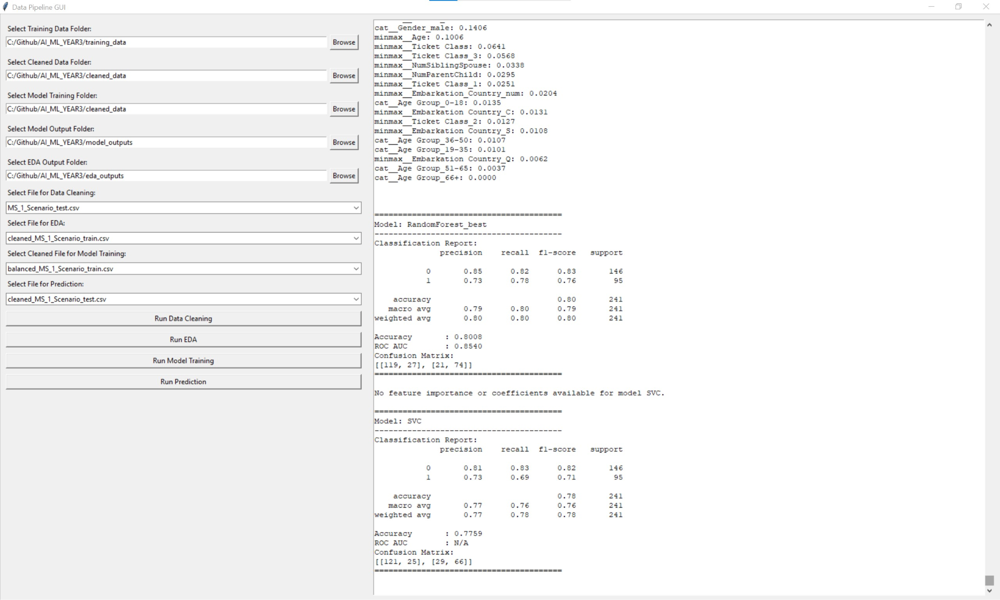 Data Pipeline GUI
Select Training Data Folder:
C:/Github/AI_ML_YEAR3/training_data
Browse
Select Cleaned Data Folder:
C:/Github/AI_ML_YEAR3/cleaned_data
Browse
Select Model Training Folder:
C:/Github/AI_ML_YEAR3/cleaned_data
Browse
Select Model Output Folder:
C:/Github/AI_ML_YEAR3/model_outputs
Browse
Select EDA Output Folder:
C:/Github/AI_ML_YEAR3/eda_outputs
Browse
Select File for Data Cleaning:
MS_1_Scenario_test.csv
Select File for EDA:
cleaned_MS_1_Scenario_train.csv
Select Cleaned File for Model Training:
balanced_MS_1_Scenario_train.csv
Select File for Prediction:
cleaned_MS_1_Scenario_test.csv
Run Data Cleaning
Run EDA
Run Model Training
Run Prediction
cat__Gender_male: 0.1406
minmax__Age: 0.1006
minmax__Ticket Class: 0.0641
minmax__Ticket Class_3: 0.0568
minmax__NumSiblingSpouse: 0.0338
minmax__NumParentChild: 0.0295
minmax__Ticket Class_1: 0.0251
minmax__Embarkation_Country_num: 0.0204
cat__Age Group_0-18: 0.0135
minmax__Embarkation Country_C: 0.0131
minmax__Ticket Class_2: 0.0127
minmax__Embarkation Country_S: 0.0108
cat__Age Group_36-50: 0.0107
cat__Age Group_19-35: 0.0101
minmax__Embarkation Country_Q: 0.0062
cat__Age Group_51-65: 0.0037
cat__Age Group_66+: 0.0000
========================================
Model: RandomForest_best
----------------------------------------
Classification Report:
precision recall f1-score support
0 0.85 0.82 0.83 146
1 0.73 0.78 0.76 95
accuracy 0.80 241
macro avg 0.79 0.80 0.79 241
weighted avg 0.80 0.80 0.80 241
Accuracy : 0.8008
ROC AUC : 0.8540
Confusion Matrix:
[[119, 27], [21, 74]]
========================================
No feature importance or coefficients available for model SVC.
========================================
Model: SVC
----------------------------------------
Classification Report:
precision recall f1-score support
0 0.81 0.83 0.82 146
1 0.73 0.69 0.71 95
accuracy 0.78 241
macro avg 0.77 0.76 0.76 241
weighted avg 0.77 0.78 0.78 241
Accuracy : 0.7759
ROC AUC : N/A
Confusion Matrix:
[[121, 25], [29, 66]]
========================================